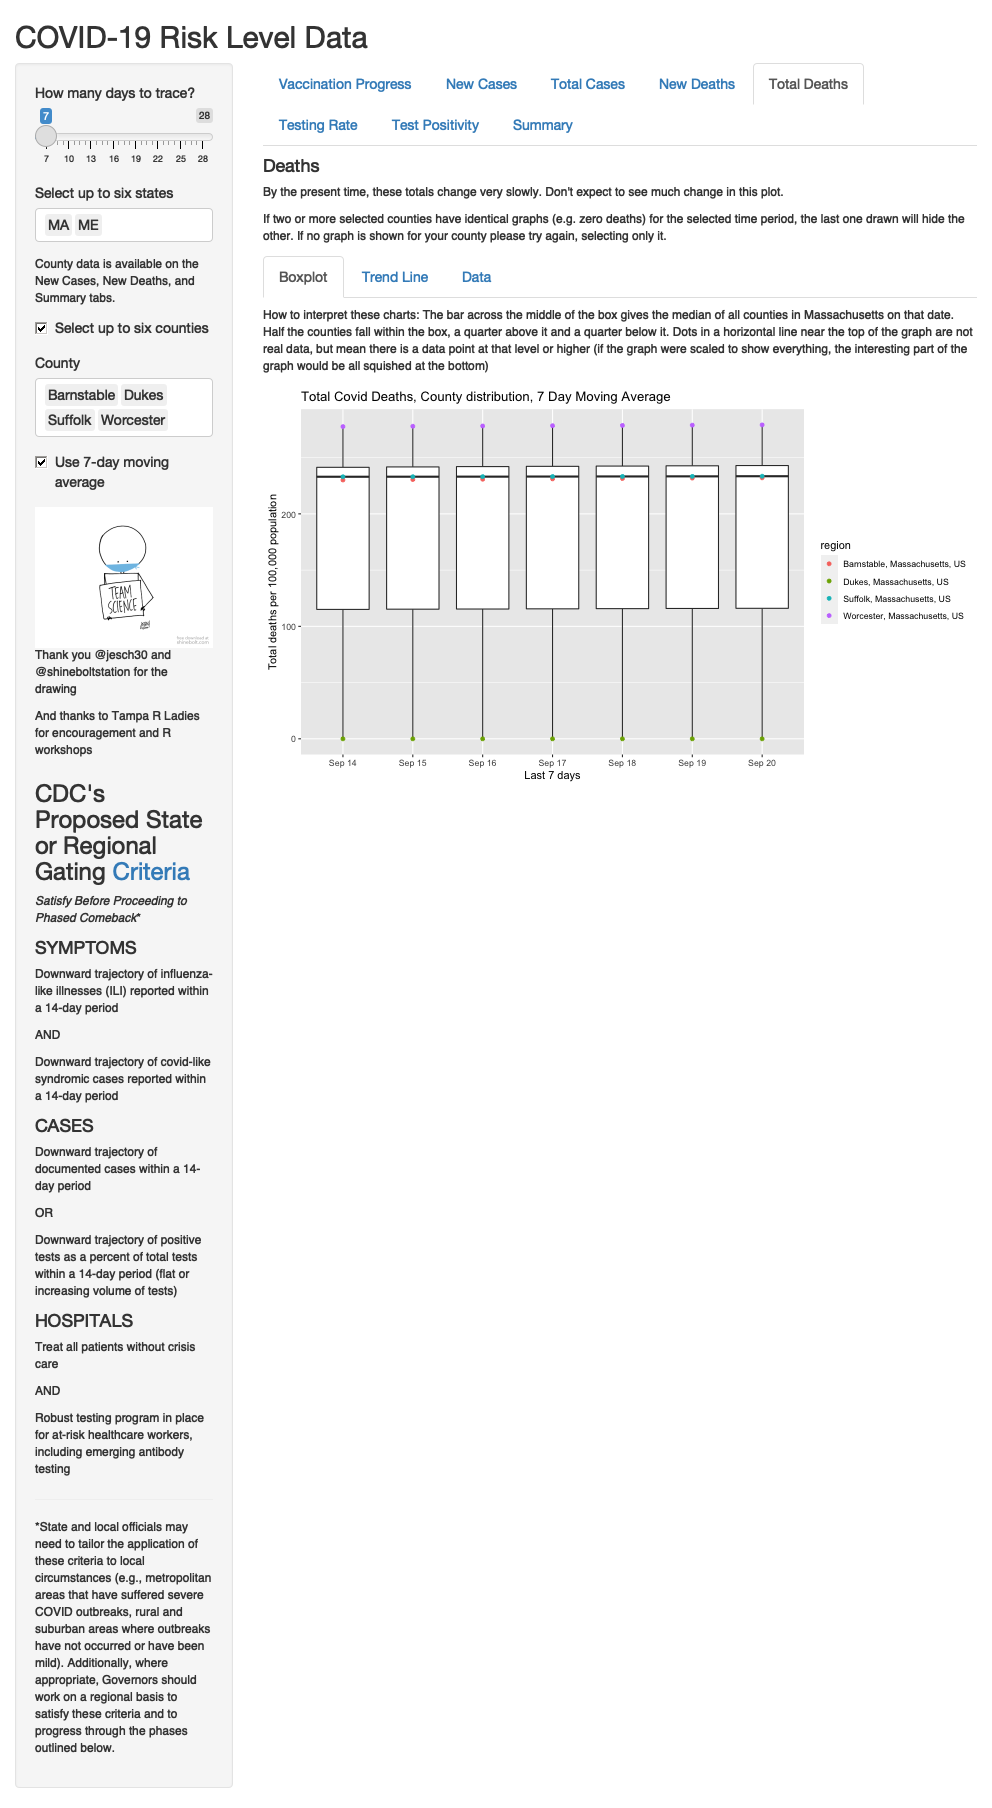 COVID-19 Risk Level Data
How many days to trace?
7
28
7 10 13 16 19 22 25 28
Select up to six states
MA ME
County data is available on the
New Cases, New Deaths, and
Summary tabs.
Select up to six counties
County
Barnstable Dukes
Suffolk Worcester
Use 7-day moving
average
TEAM
SCIENCE
Thank you @jesch30 and
@shineboltstation for the
drawing
And thanks to Tampa R Ladies
for encouragement and R
workshops
CDC's
Proposed State
or Regional
Gating Criteria
Satisfy Before Proceeding to
Phased Comeback*
SYMPTOMS
Downward trajectory of influenza-
like illnesses (ILI) reported within
a 14-day period
AND
Downward trajectory of covid-like
syndromic cases reported within
a 14-day period
CASES
Downward trajectory of
documented cases within a 14-
day period
OR
Downward trajectory of positive
tests as a percent of total tests
within a 14-day period (flat or
increasing volume of tests)
HOSPITALS
Treat all patients without crisis
care
AND
Robust testing program in place
for at-risk healthcare workers,
including emerging antibody
testing
*State and local officials may
need to tailor the application of
these criteria to local
circumstances (e.g., metropolitan
areas that have suffered severe
COVID outbreaks, rural and
suburban areas where outbreaks
have not occurred or have been
mild). Additionally, where
appropriate, Governors should
work on a regional basis to
satisfy these criteria and to
progress through the phases
outlined below.
Vaccination Progress New Cases Total Cases New Deaths Total Deaths
Testing Rate Test Positivity Summary
Deaths
By the present time, these totals change very slowly. Don't expect to see much change in this plot.
If two or more selected counties have identical graphs (e.g. zero deaths) for the selected time period, the last one drawn will hide the
other. If no graph is shown for your county please try again, selecting only it.
Boxplot Trend Line Data
How to interpret these charts: The bar across the middle of the box gives the median of all counties in Massachusetts on that date.
Half the counties fall within the box, a quarter above it and a quarter below it. Dots in a horizontal line near the top of the graph are not
real data, but mean there is a data point at that level or higher (if the graph were scaled to show everything, the interesting part of the
graph would be all squished at the bottom)
Total Covid Deaths, County distribution, 7 Day Moving Average
Total deaths per 100,000 population
200
100
0
Sep 14 Sep 15 Sep 16 Sep 17 Sep 18 Sep 19 Sep 20
Last 7 days
region
Barnstable, Massachusetts, US
Dukes, Massachusetts, US
Suffolk, Massachusetts, US
Worcester, Massachusetts, US